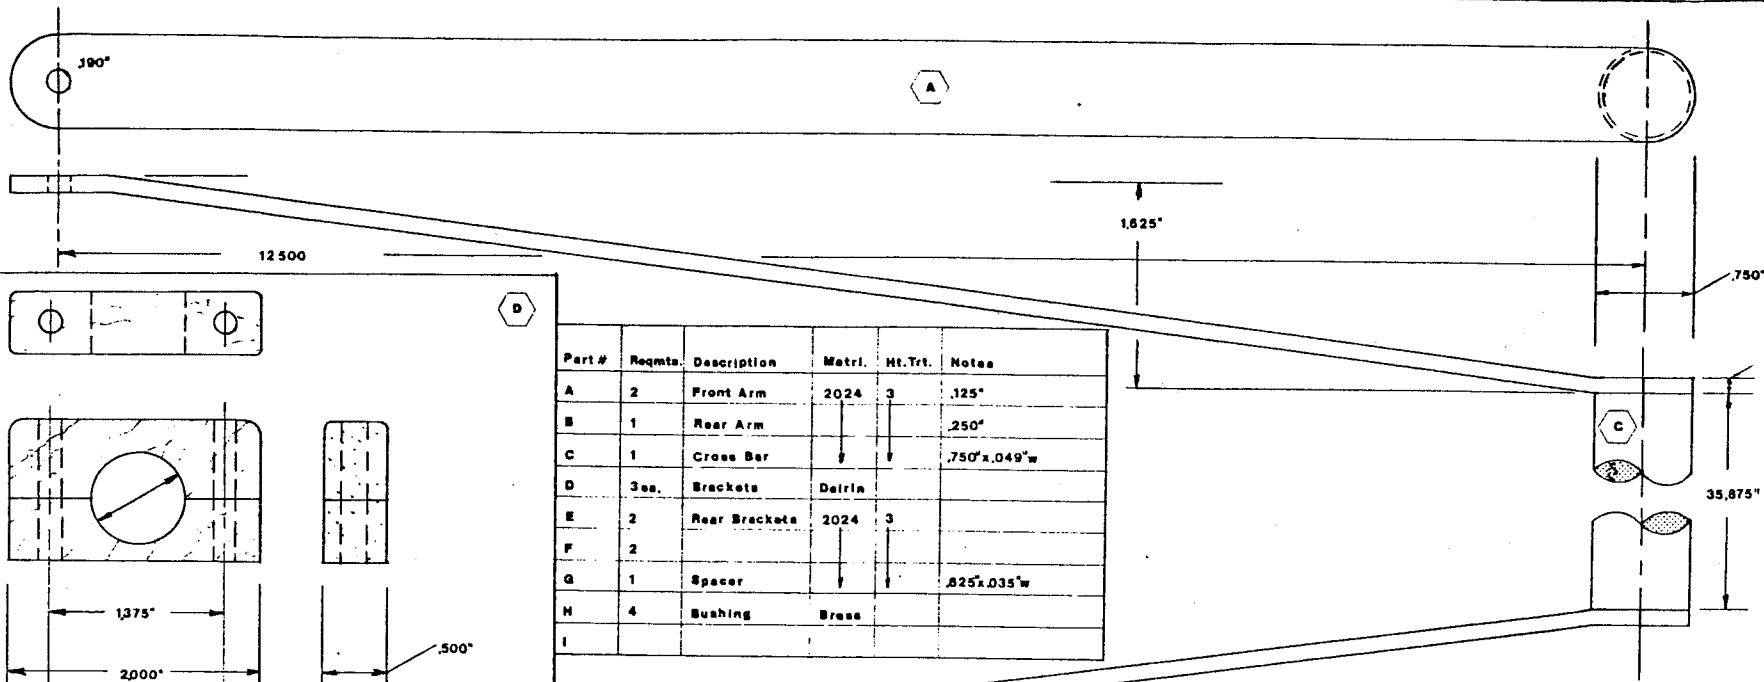 ,190"
A
1,625"
12 500
,750"
D
Part # Reqmts. Description Matrl. Ht.Trt. Notes
A 2 Front Arm 2024 3 ,125"
B 1 Rear Arm ,250"
C 1 Cross Bar ,750"x,049"w
D 3ea. Brackets Delrin
E 2 Rear Brackets 2024 3
F 2
G 1 Spacer ,625"x,035"w
H 4 Bushing Brass
I
C
35,875"
1,375"
,500"
2,000"